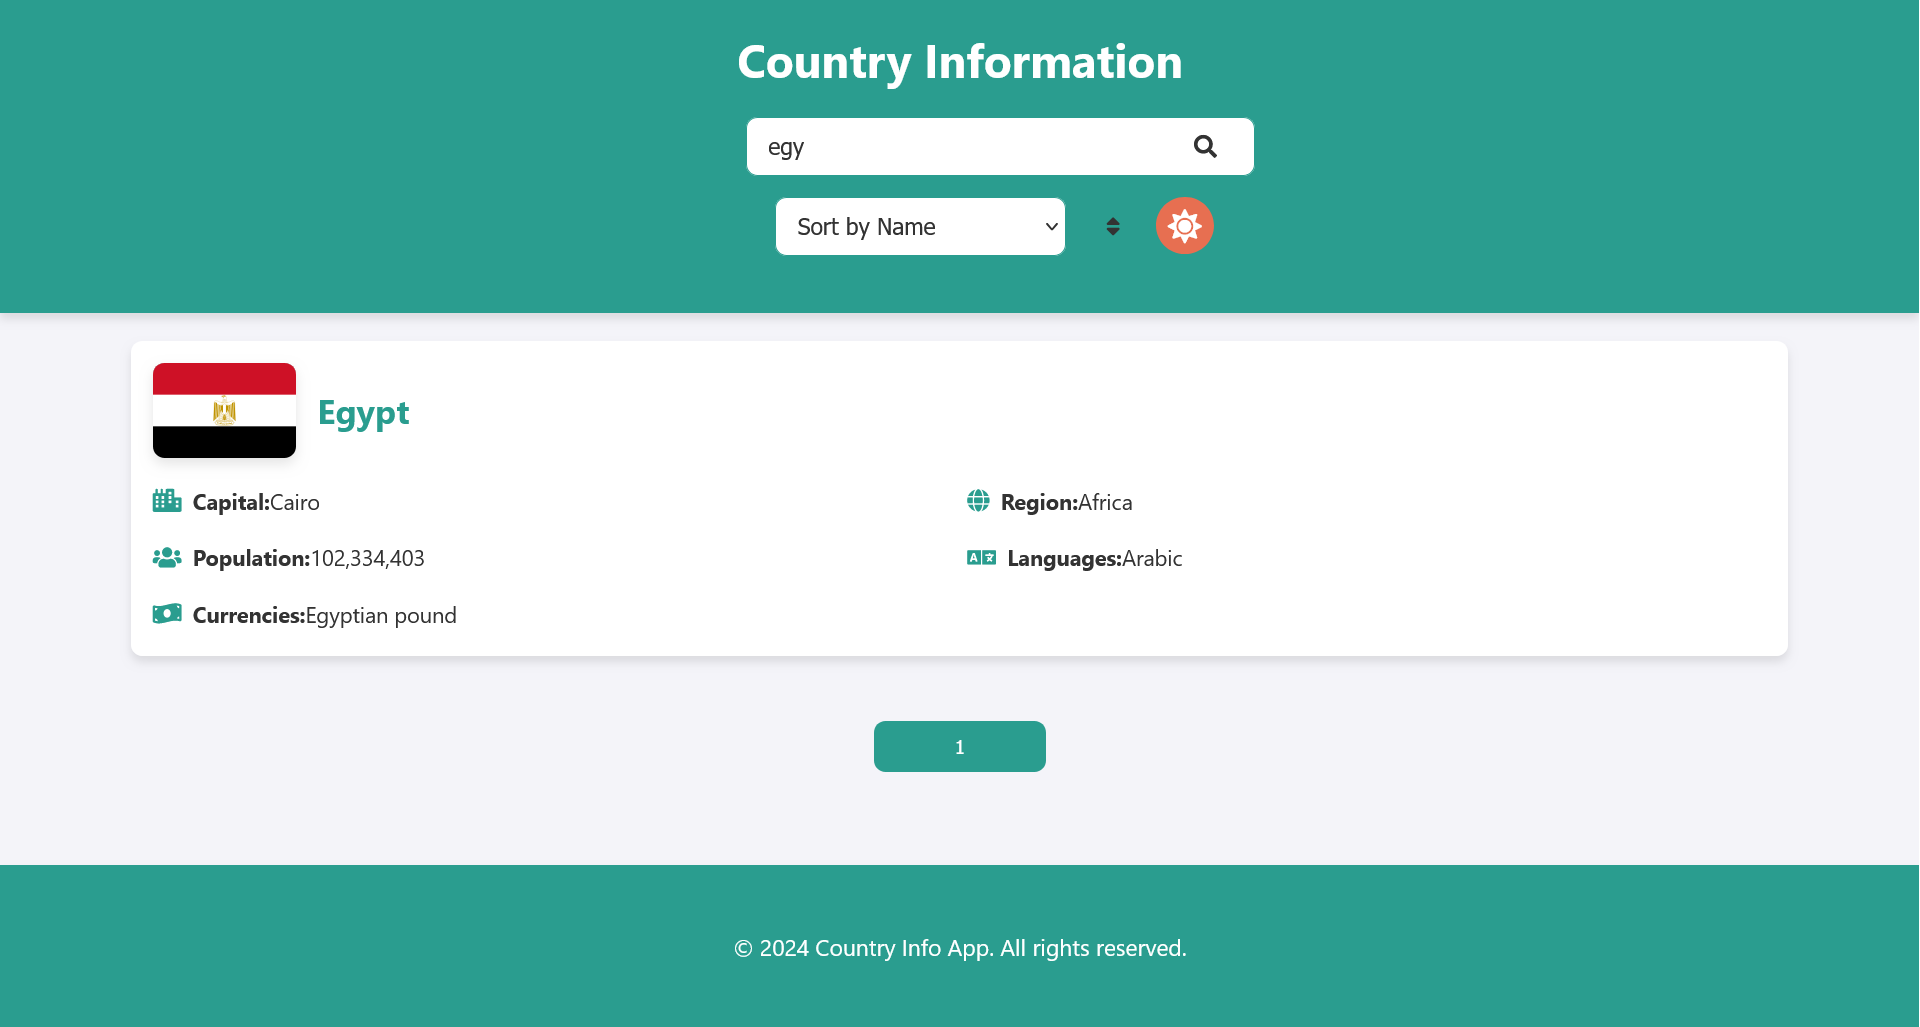 Country Information
egy
Sort by Name
Egypt
Capital:Cairo
Region:Africa
Population:102,334,403
Languages:Arabic
Currencies:Egyptian pound
1
© 2024 Country Info App. All rights reserved.